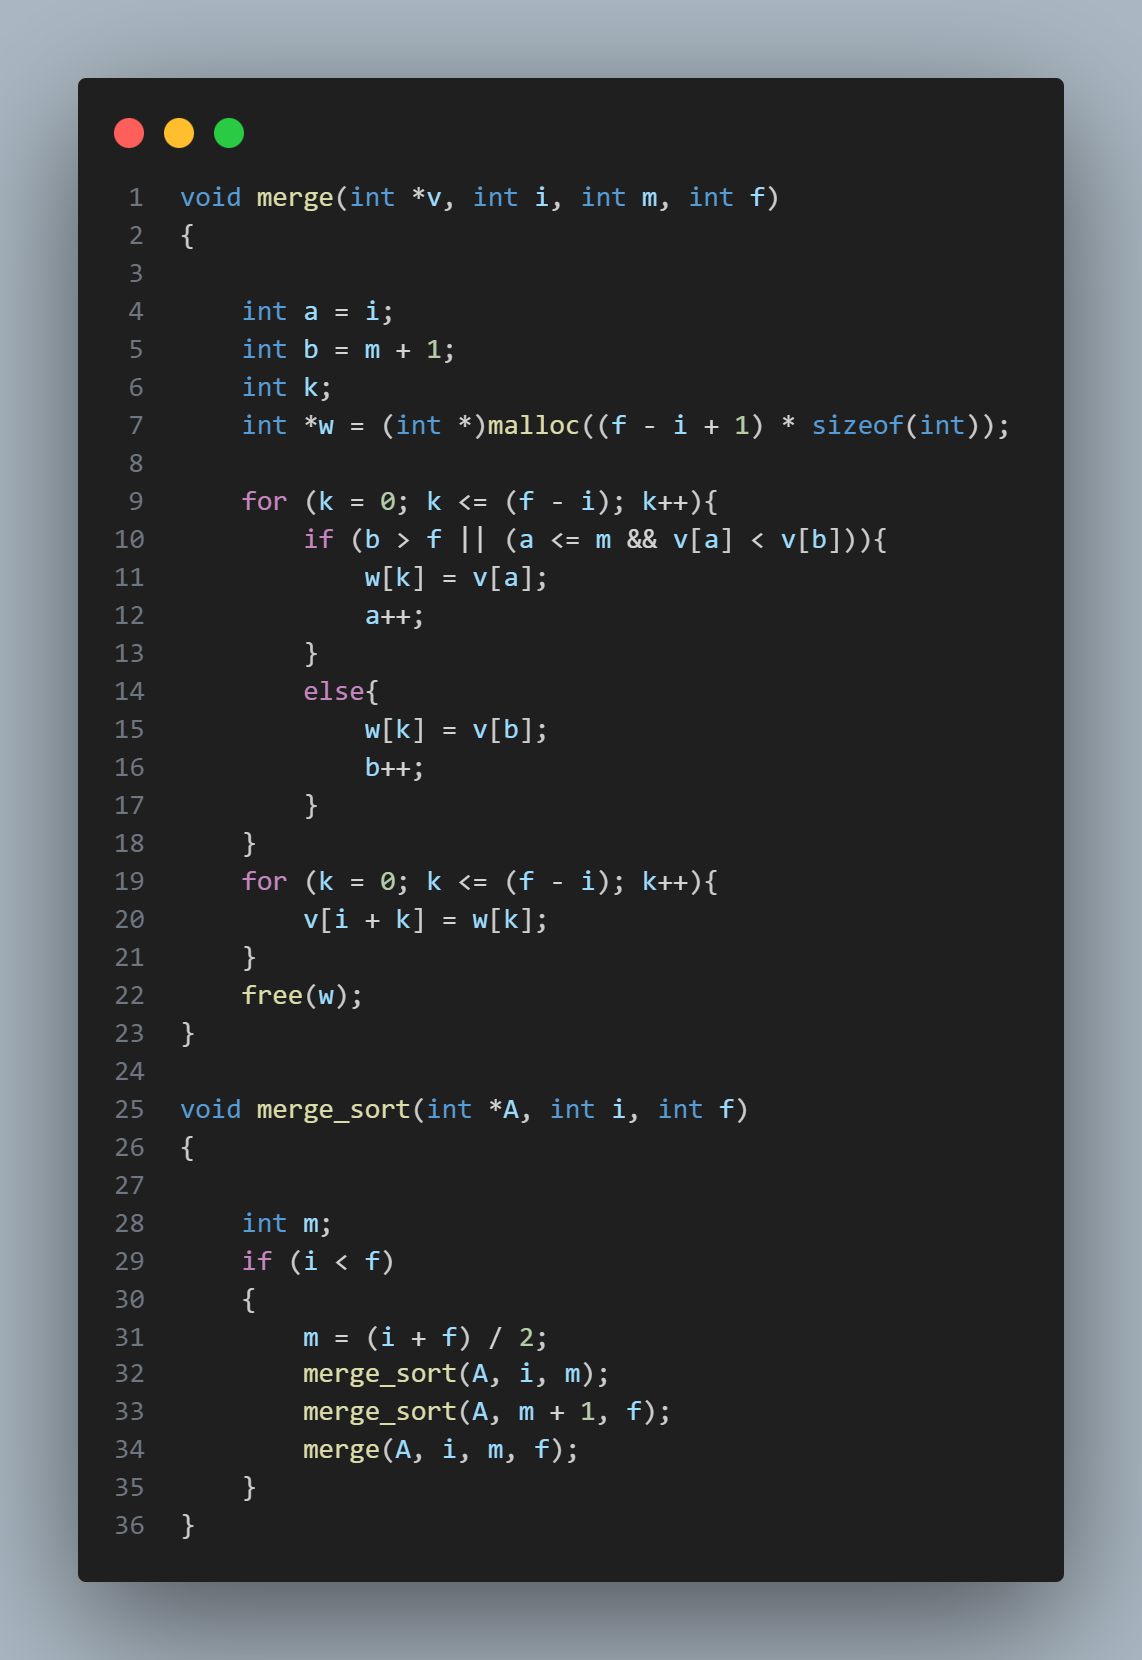 1 void merge(int *v, int i, int m, int f)
2 {
3
4     int a = i;
5     int b = m + 1;
6     int k;
7     int *w = (int *)malloc((f - i + 1) * sizeof(int));
8
9     for (k = 0; k <= (f - i); k++){
10         if (b > f || (a <= m && v[a] < v[b])){
11             w[k] = v[a];
12             a++;
13         }
14         else{
15             w[k] = v[b];
16             b++;
17         }
18     }
19     for (k = 0; k <= (f - i); k++){
20         v[i + k] = w[k];
21     }
22     free(w);
23 }
24
25 void merge_sort(int *A, int i, int f)
26 {
27
28     int m;
29     if (i < f)
30     {
31         m = (i + f) / 2;
32         merge_sort(A, i, m);
33         merge_sort(A, m + 1, f);
34         merge(A, i, m, f);
35     }
36 }